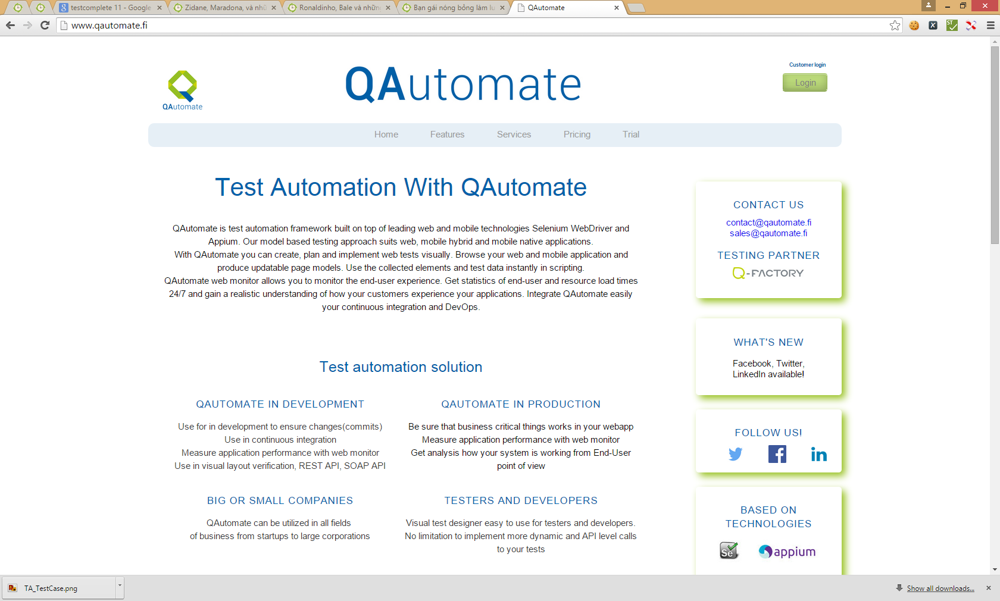 testcomplete 11 - Google
Zidane, Maradona, và nhữ
Ronaldinho, Bale và nhữn
Bạn gái nóng bỏng làm lu
QAutomate
www.qautomate.fi
ST
QAutomate
QAutomate
Customer login
Login
Home Features Services Pricing Trial
Test Automation With QAutomate
QAutomate is test automation framework built on top of leading web and mobile technologies Selenium WebDriver and
Appium. Our model based testing approach suits web, mobile hybrid and mobile native applications.
With QAutomate you can create, plan and implement web tests visually. Browse your web and mobile application and
produce updatable page models. Use the collected elements and test data instantly in scripting.
QAutomate web monitor allows you to monitor the end-user experience. Get statistics of end-user and resource load times
24/7 and gain a realistic understanding of how your customers experience your applications. Integrate QAutomate easily
your continuous integration and DevOps.
Test automation solution
QAUTOMATE IN DEVELOPMENT
Use for in development to ensure changes(commits)
Use in continuous integration
Measure application performance with web monitor
Use in visual layout verification, REST API, SOAP API
QAUTOMATE IN PRODUCTION
Be sure that business critical things works in your webapp
Measure application performance with web monitor
Get analysis how your system is working from End-User
point of view
BIG OR SMALL COMPANIES
QAutomate can be utilized in all fields
of business from startups to large corporations
TESTERS AND DEVELOPERS
Visual test designer easy to use for testers and developers.
No limitation to implement more dynamic and API level calls
to your tests
CONTACT US
contact@qautomate.fi
sales@qautomate.fi
TESTING PARTNER
Q-FACTORY
WHAT'S NEW
Facebook, Twitter,
LinkedIn available!
FOLLOW US!
in
BASED ON
TECHNOLOGIES
Se
appium
TA_TestCase.png
Show all downloads...